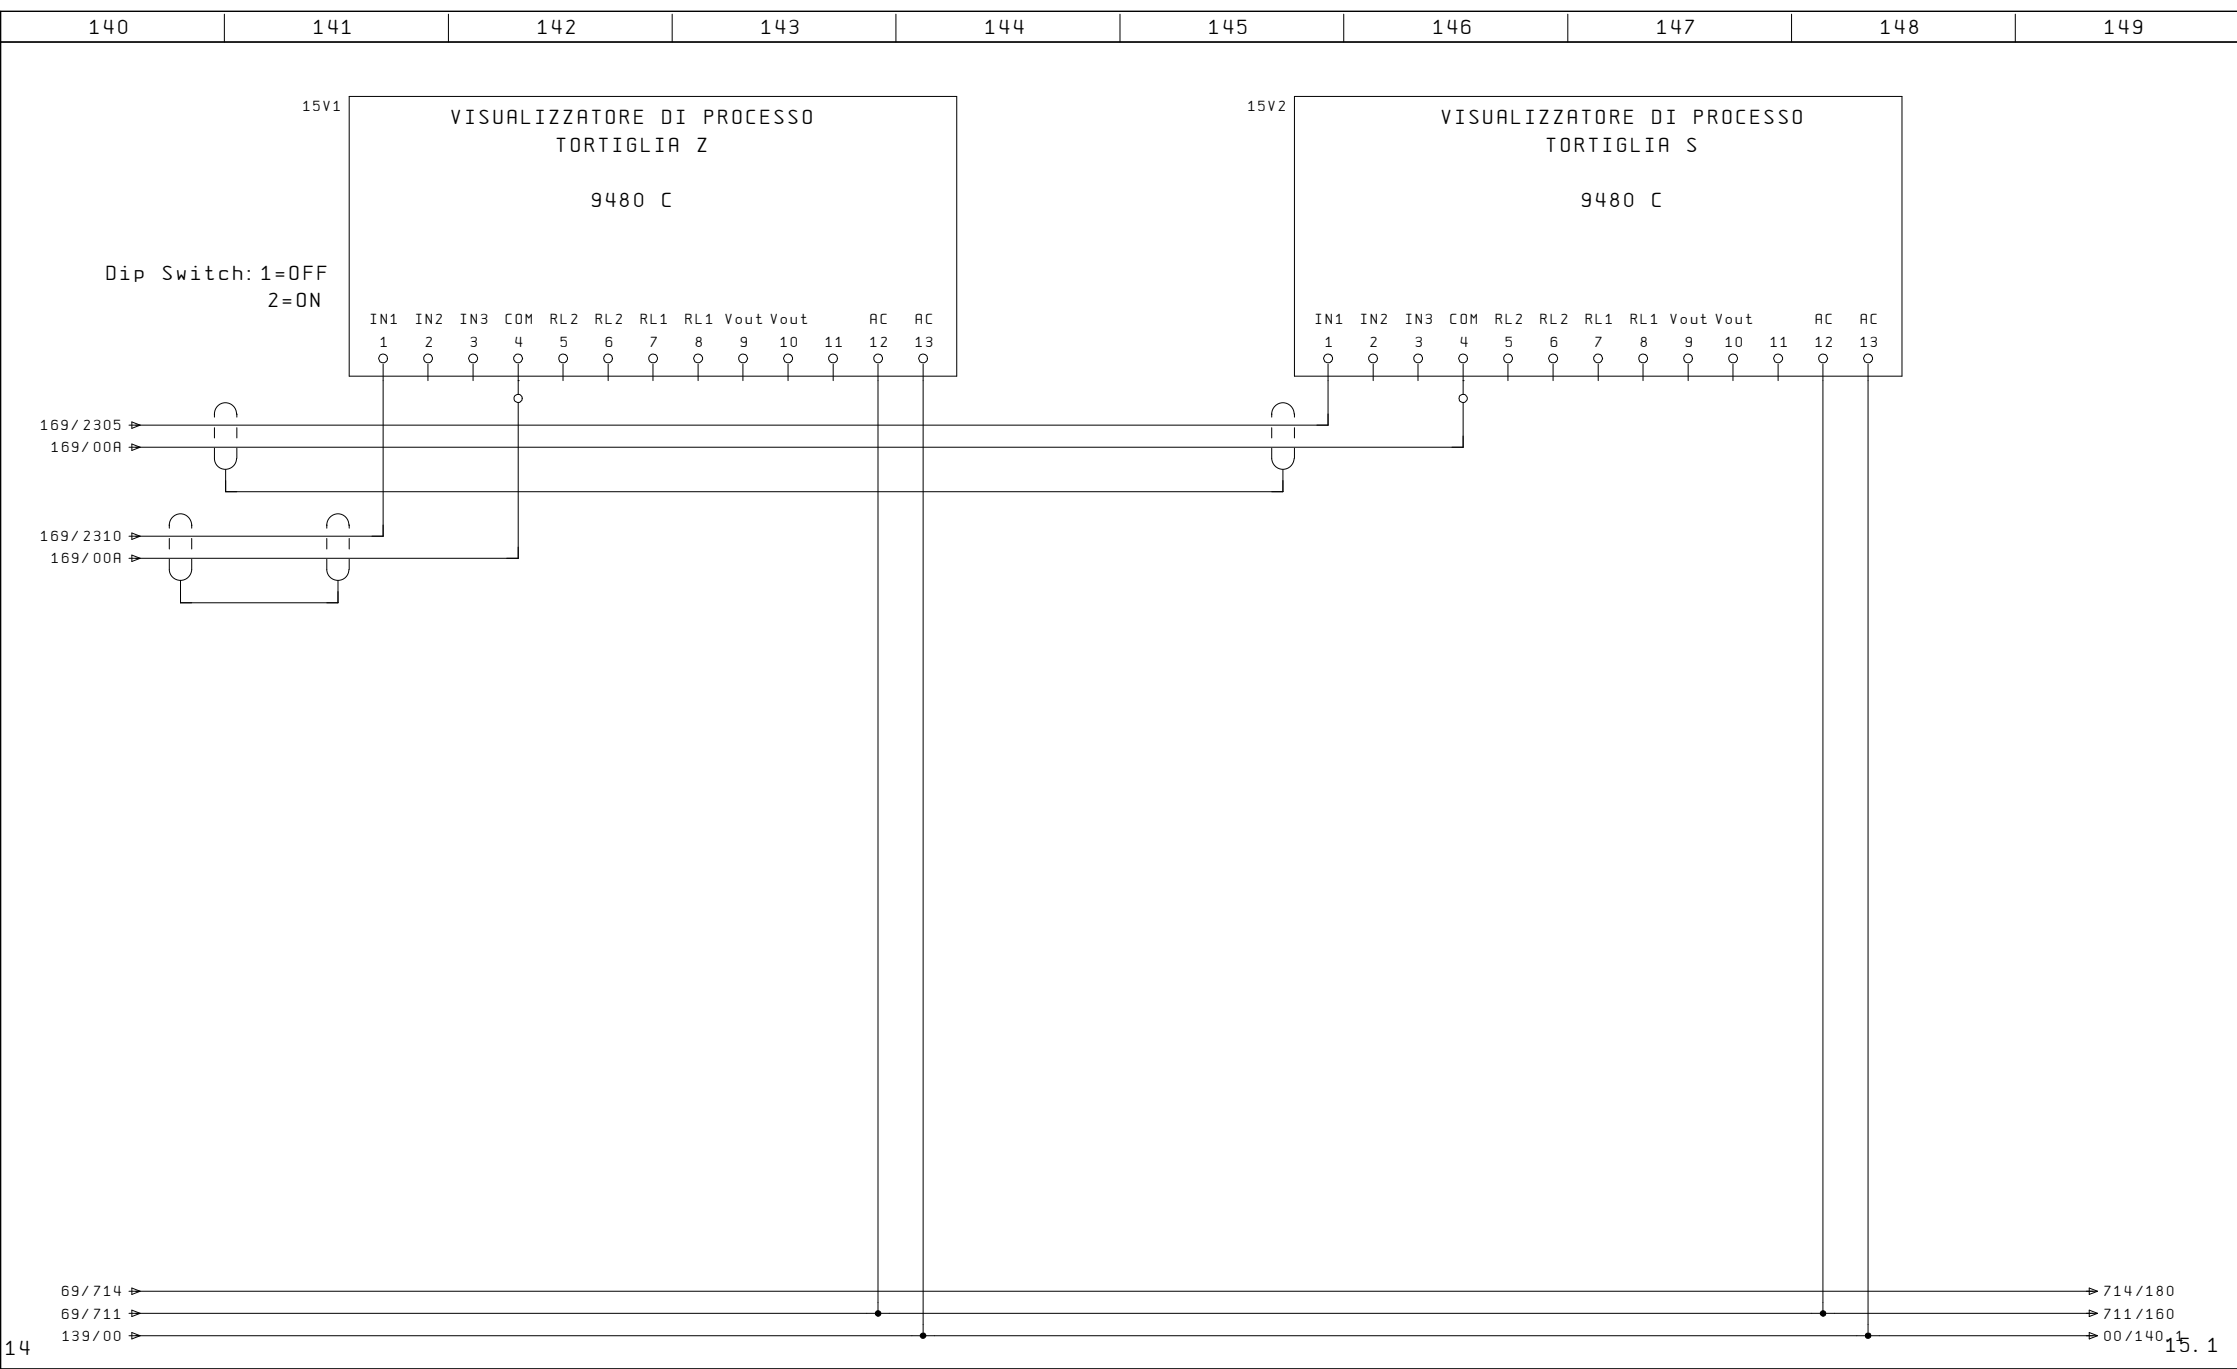 140 141 142 143 144 145 146 147 148 149
15V1
VISUALIZZATORE DI PROCESSO
TORTIGLIA Z
9480 C
Dip Switch: 1=OFF
2=ON
IN1 IN2 IN3 COM RL2 RL2 RL1 RL1 Vout Vout AC AC
1 2 3 4 5 6 7 8 9 10 11 12 13
15V2
VISUALIZZATORE DI PROCESSO
TORTIGLIA S
9480 C
IN1 IN2 IN3 COM RL2 RL2 RL1 RL1 Vout Vout AC AC
1 2 3 4 5 6 7 8 9 10 11 12 13
169/2305
169/00A
169/2310
169/00A
69/714
69/711
139/00
714/180
711/160
00/140.1
14
15.1